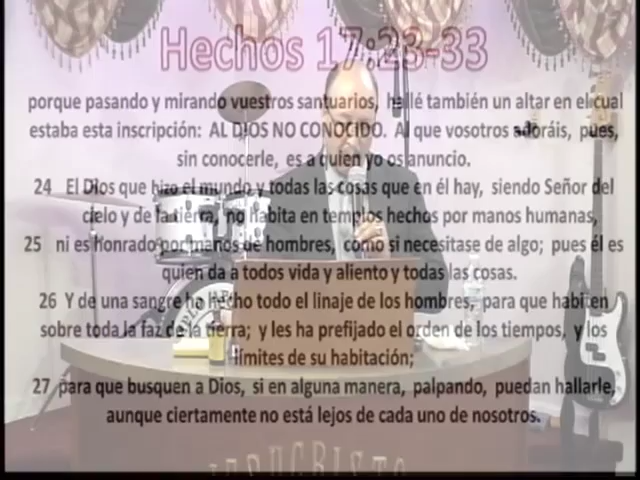 Hechos 17:23-33
porque pasando y mirando vuestros santuarios, hallé también un altar en el cual
estaba esta inscripción: AL DIOS NO CONOCIDO. Al que vosotros adoráis, pues,
sin conocerle, es a quien yo os anuncio.
24 El Dios que hizo el mundo y todas las cosas que en él hay, siendo Señor del
cielo y de la tierra, no habita en templos hechos por manos humanas,
25 ni es honrado por manos de hombres, como si necesitase de algo; pues él es
quien da a todos vida y aliento y todas las cosas.
26 Y de una sangre ha hecho todo el linaje de los hombres, para que habiten
sobre toda la faz de la tierra; y les ha prefijado el orden de los tiempos, y los
límites de su habitación;
27 para que busquen a Dios, si en alguna manera, palpando, puedan hallarle,
aunque ciertamente no está lejos de cada uno de nosotros.
JESUCRISTO